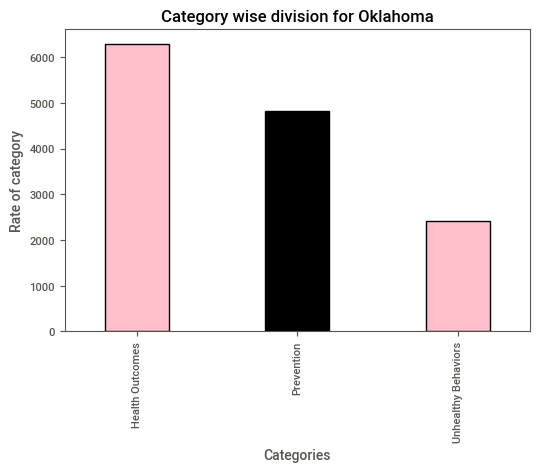 Category wise division for Oklahoma
Rate of category
6000
5000
4000
3000
2000
1000
0
Health Outcomes
Prevention
Unhealthy Behaviors
Categories